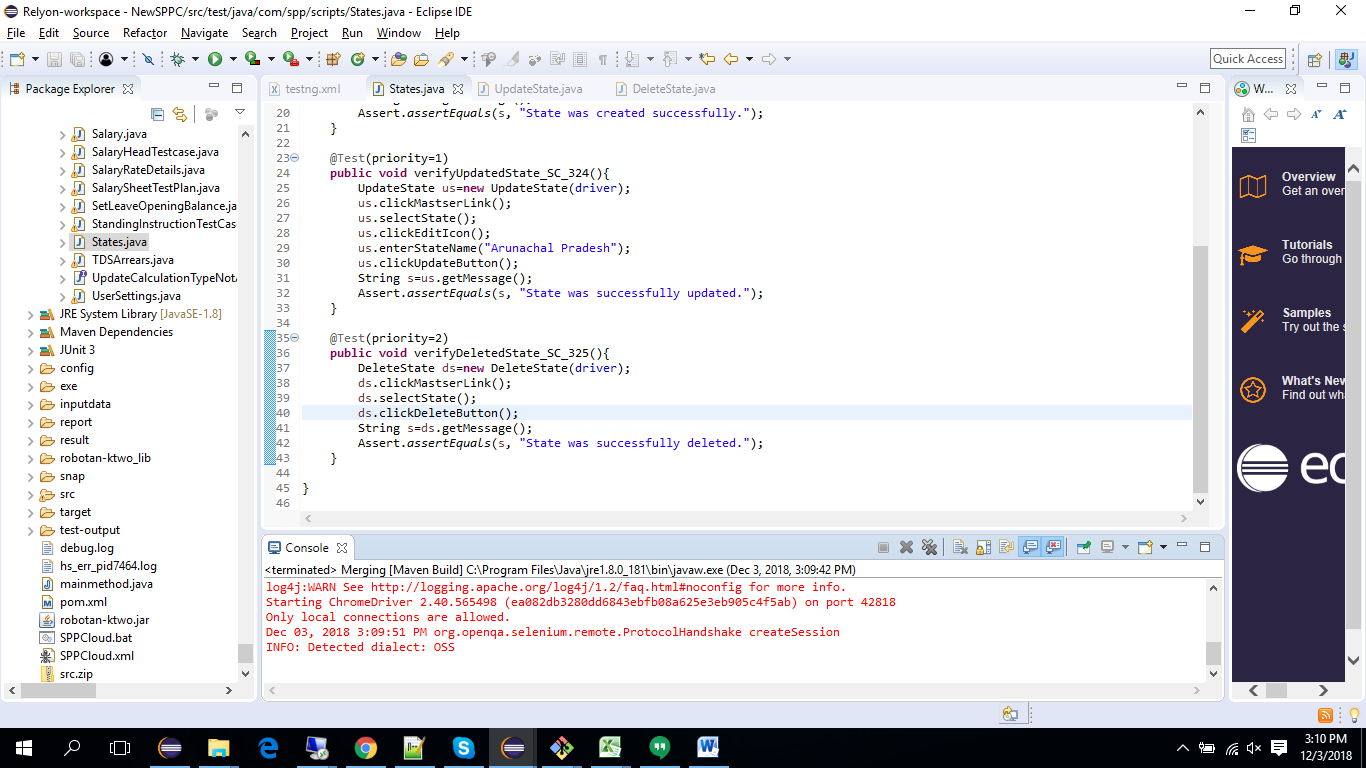 Relyon-workspace - NewSPPC/src/test/java/com/spp/scripts/States.java - Eclipse IDE
File Edit Source Refactor Navigate Search Project Run Window Help
Quick Access
Package Explorer
Salary.java
SalaryHeadTestcase.java
SalaryRateDetails.java
SalarySheetTestPlan.java
SetLeaveOpeningBalance.ja
StandingInstructionTestCas
States.java
TDSArrears.java
UpdateCalculationTypeNot
UserSettings.java
JRE System Library [JavaSE-1.8]
Maven Dependencies
JUnit 3
config
exe
inputdata
report
result
robotan-ktwo_lib
snap
src
target
test-output
debug.log
hs_err_pid7464.log
mainmethod.java
pom.xml
robotan-ktwo.jar
SPPCloud.bat
SPPCloud.xml
src.zip
testng.xml States.java UpdateState.java DeleteState.java
20 Assert.assertEquals(s, "State was created successfully.");
21 }
22
23 @Test(priority=1)
24 public void verifyUpdatedState_SC_324(){
25 UpdateState us=new UpdateState(driver);
26 us.clickMastserLink();
27 us.selectState();
28 us.clickEditIcon();
29 us.enterStateName("Arunachal Pradesh");
30 us.clickUpdateButton();
31 String s=us.getMessage();
32 Assert.assertEquals(s, "State was successfully updated.");
33 }
34
35 @Test(priority=2)
36 public void verifyDeletedState_SC_325(){
37 DeleteState ds=new DeleteState(driver);
38 ds.clickMastserLink();
39 ds.selectState();
40 ds.clickDeleteButton();
41 String s=ds.getMessage();
42 Assert.assertEquals(s, "State was successfully deleted.");
43 }
44
45 }
46
Console
<terminated> Merging [Maven Build] C:\Program Files\Java\jre1.8.0_181\bin\javaw.exe (Dec 3, 2018, 3:09:42 PM)
log4j:WARN See http://logging.apache.org/log4j/1.2/faq.html#noconfig for more info.
Starting ChromeDriver 2.40.565498 (ea082db3280dd6843ebfb08a625e3eb905c4f5ab) on port 42818
Only local connections are allowed.
Dec 03, 2018 3:09:51 PM org.openqa.selenium.remote.ProtocolHandshake createSession
INFO: Detected dialect: OSS
W...
Overview
Get an over
Tutorials
Go through
Samples
Try out the s
What's New
Find out wh
ec
3:10 PM
12/3/2018